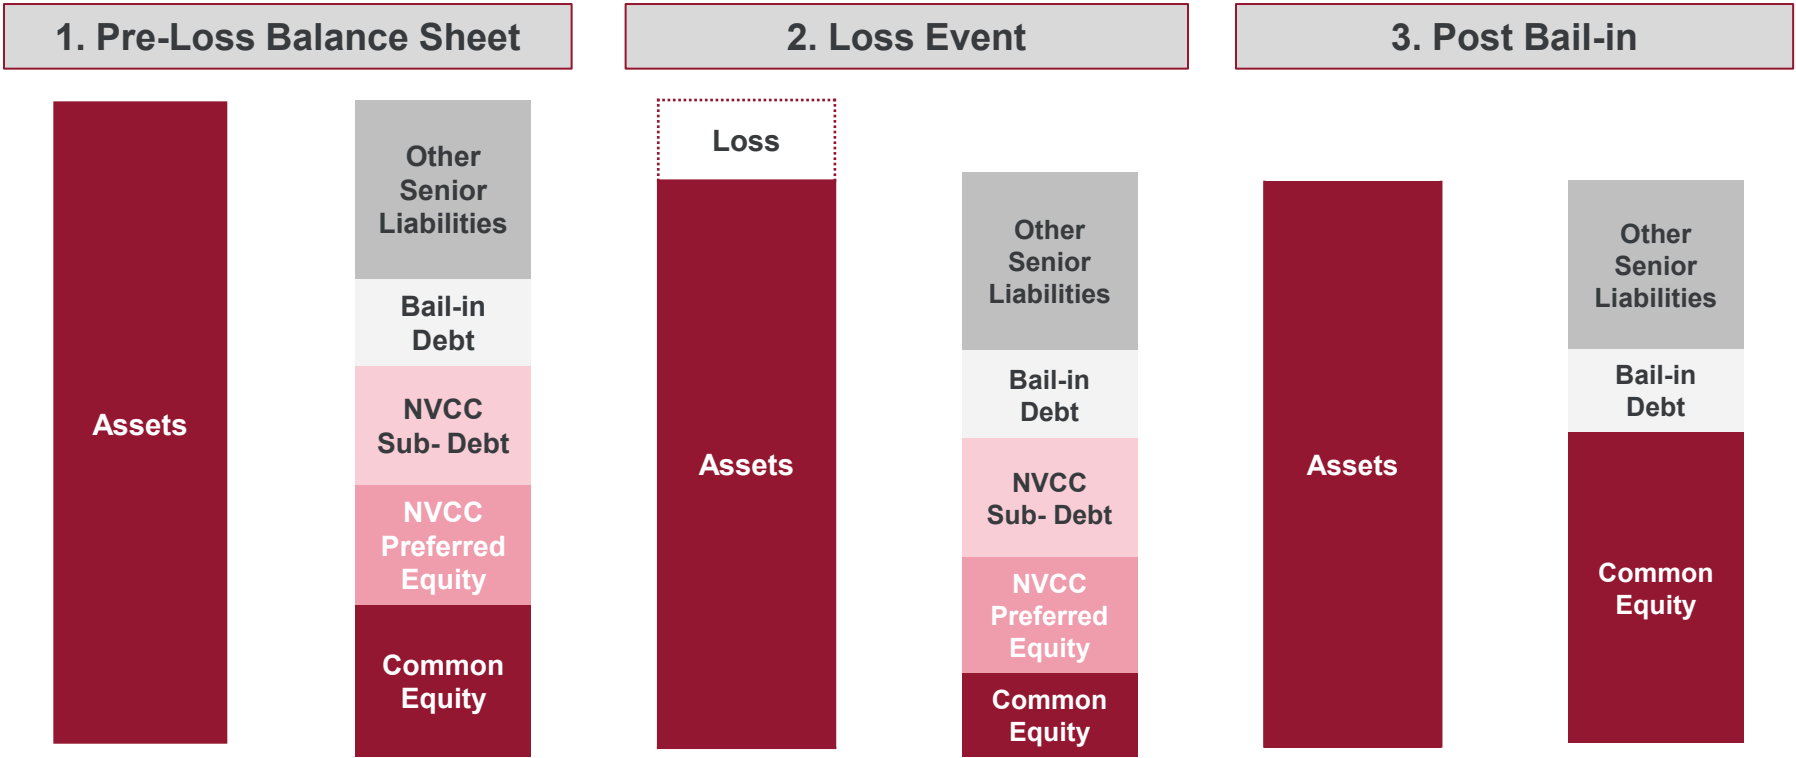 1. Pre-Loss Balance Sheet
Assets
Other
Senior
Liabilities
Bail-in
Debt
NVCC
Sub- Debt
NVCC
Preferred
Equity
Common
Equity
2. Loss Event
Loss
Assets
Other
Senior
Liabilities
Bail-in
Debt
NVCC
Sub- Debt
NVCC
Preferred
Equity
Common
Equity
3. Post Bail-in
Assets
Other
Senior
Liabilities
Bail-in
Debt
Common
Equity